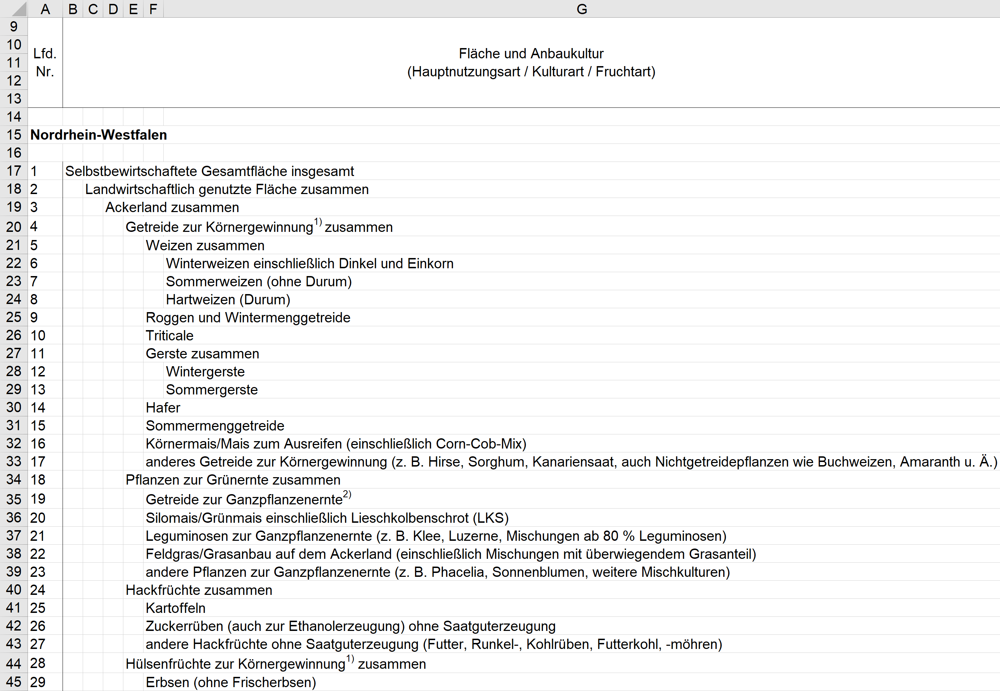 A B C D E F G
9
10
11
12
13
Lfd.
Nr.
Fläche und Anbaukultur
(Hauptnutzungsart / Kulturart / Fruchtart)
14
15 Nordrhein-Westfalen
16
17 1 Selbstbewirtschaftete Gesamtfläche insgesamt
18 2 Landwirtschaftlich genutzte Fläche zusammen
19 3 Ackerland zusammen
20 4 Getreide zur Körnergewinnung1) zusammen
21 5 Weizen zusammen
22 6 Winterweizen einschließlich Dinkel und Einkorn
23 7 Sommerweizen (ohne Durum)
24 8 Hartweizen (Durum)
25 9 Roggen und Wintermenggetreide
26 10 Triticale
27 11 Gerste zusammen
28 12 Wintergerste
29 13 Sommergerste
30 14 Hafer
31 15 Sommermenggetreide
32 16 Körnermais/Mais zum Ausreifen (einschließlich Corn-Cob-Mix)
33 17 anderes Getreide zur Körnergewinnung (z. B. Hirse, Sorghum, Kanariensaat, auch Nichtgetreidepflanzen wie Buchweizen, Amaranth u. Ä.)
34 18 Pflanzen zur Grünernte zusammen
35 19 Getreide zur Ganzpflanzenernte2)
36 20 Silomais/Grünmais einschließlich Lieschkolbenschrot (LKS)
37 21 Leguminosen zur Ganzpflanzenernte (z. B. Klee, Luzerne, Mischungen ab 80 % Leguminosen)
38 22 Feldgras/Grasanbau auf dem Ackerland (einschließlich Mischungen mit überwiegendem Grasanteil)
39 23 andere Pflanzen zur Ganzpflanzenernte (z. B. Phacelia, Sonnenblumen, weitere Mischkulturen)
40 24 Hackfrüchte zusammen
41 25 Kartoffeln
42 26 Zuckerrüben (auch zur Ethanolerzeugung) ohne Saatguterzeugung
43 27 andere Hackfrüchte ohne Saatguterzeugung (Futter, Runkel-, Kohlrüben, Futterkohl, -möhren)
44 28 Hülsenfrüchte zur Körnergewinnung1) zusammen
45 29 Erbsen (ohne Frischerbsen)